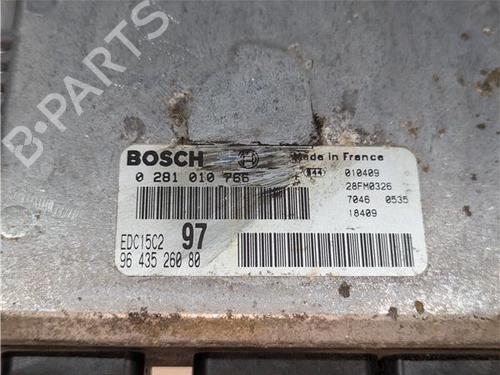 B-PARTS
BOSCH Made in France
0 281 010 766 844 010409
28FM0326
7046 0535
18409
EDC15C2 97
96 435 260 80